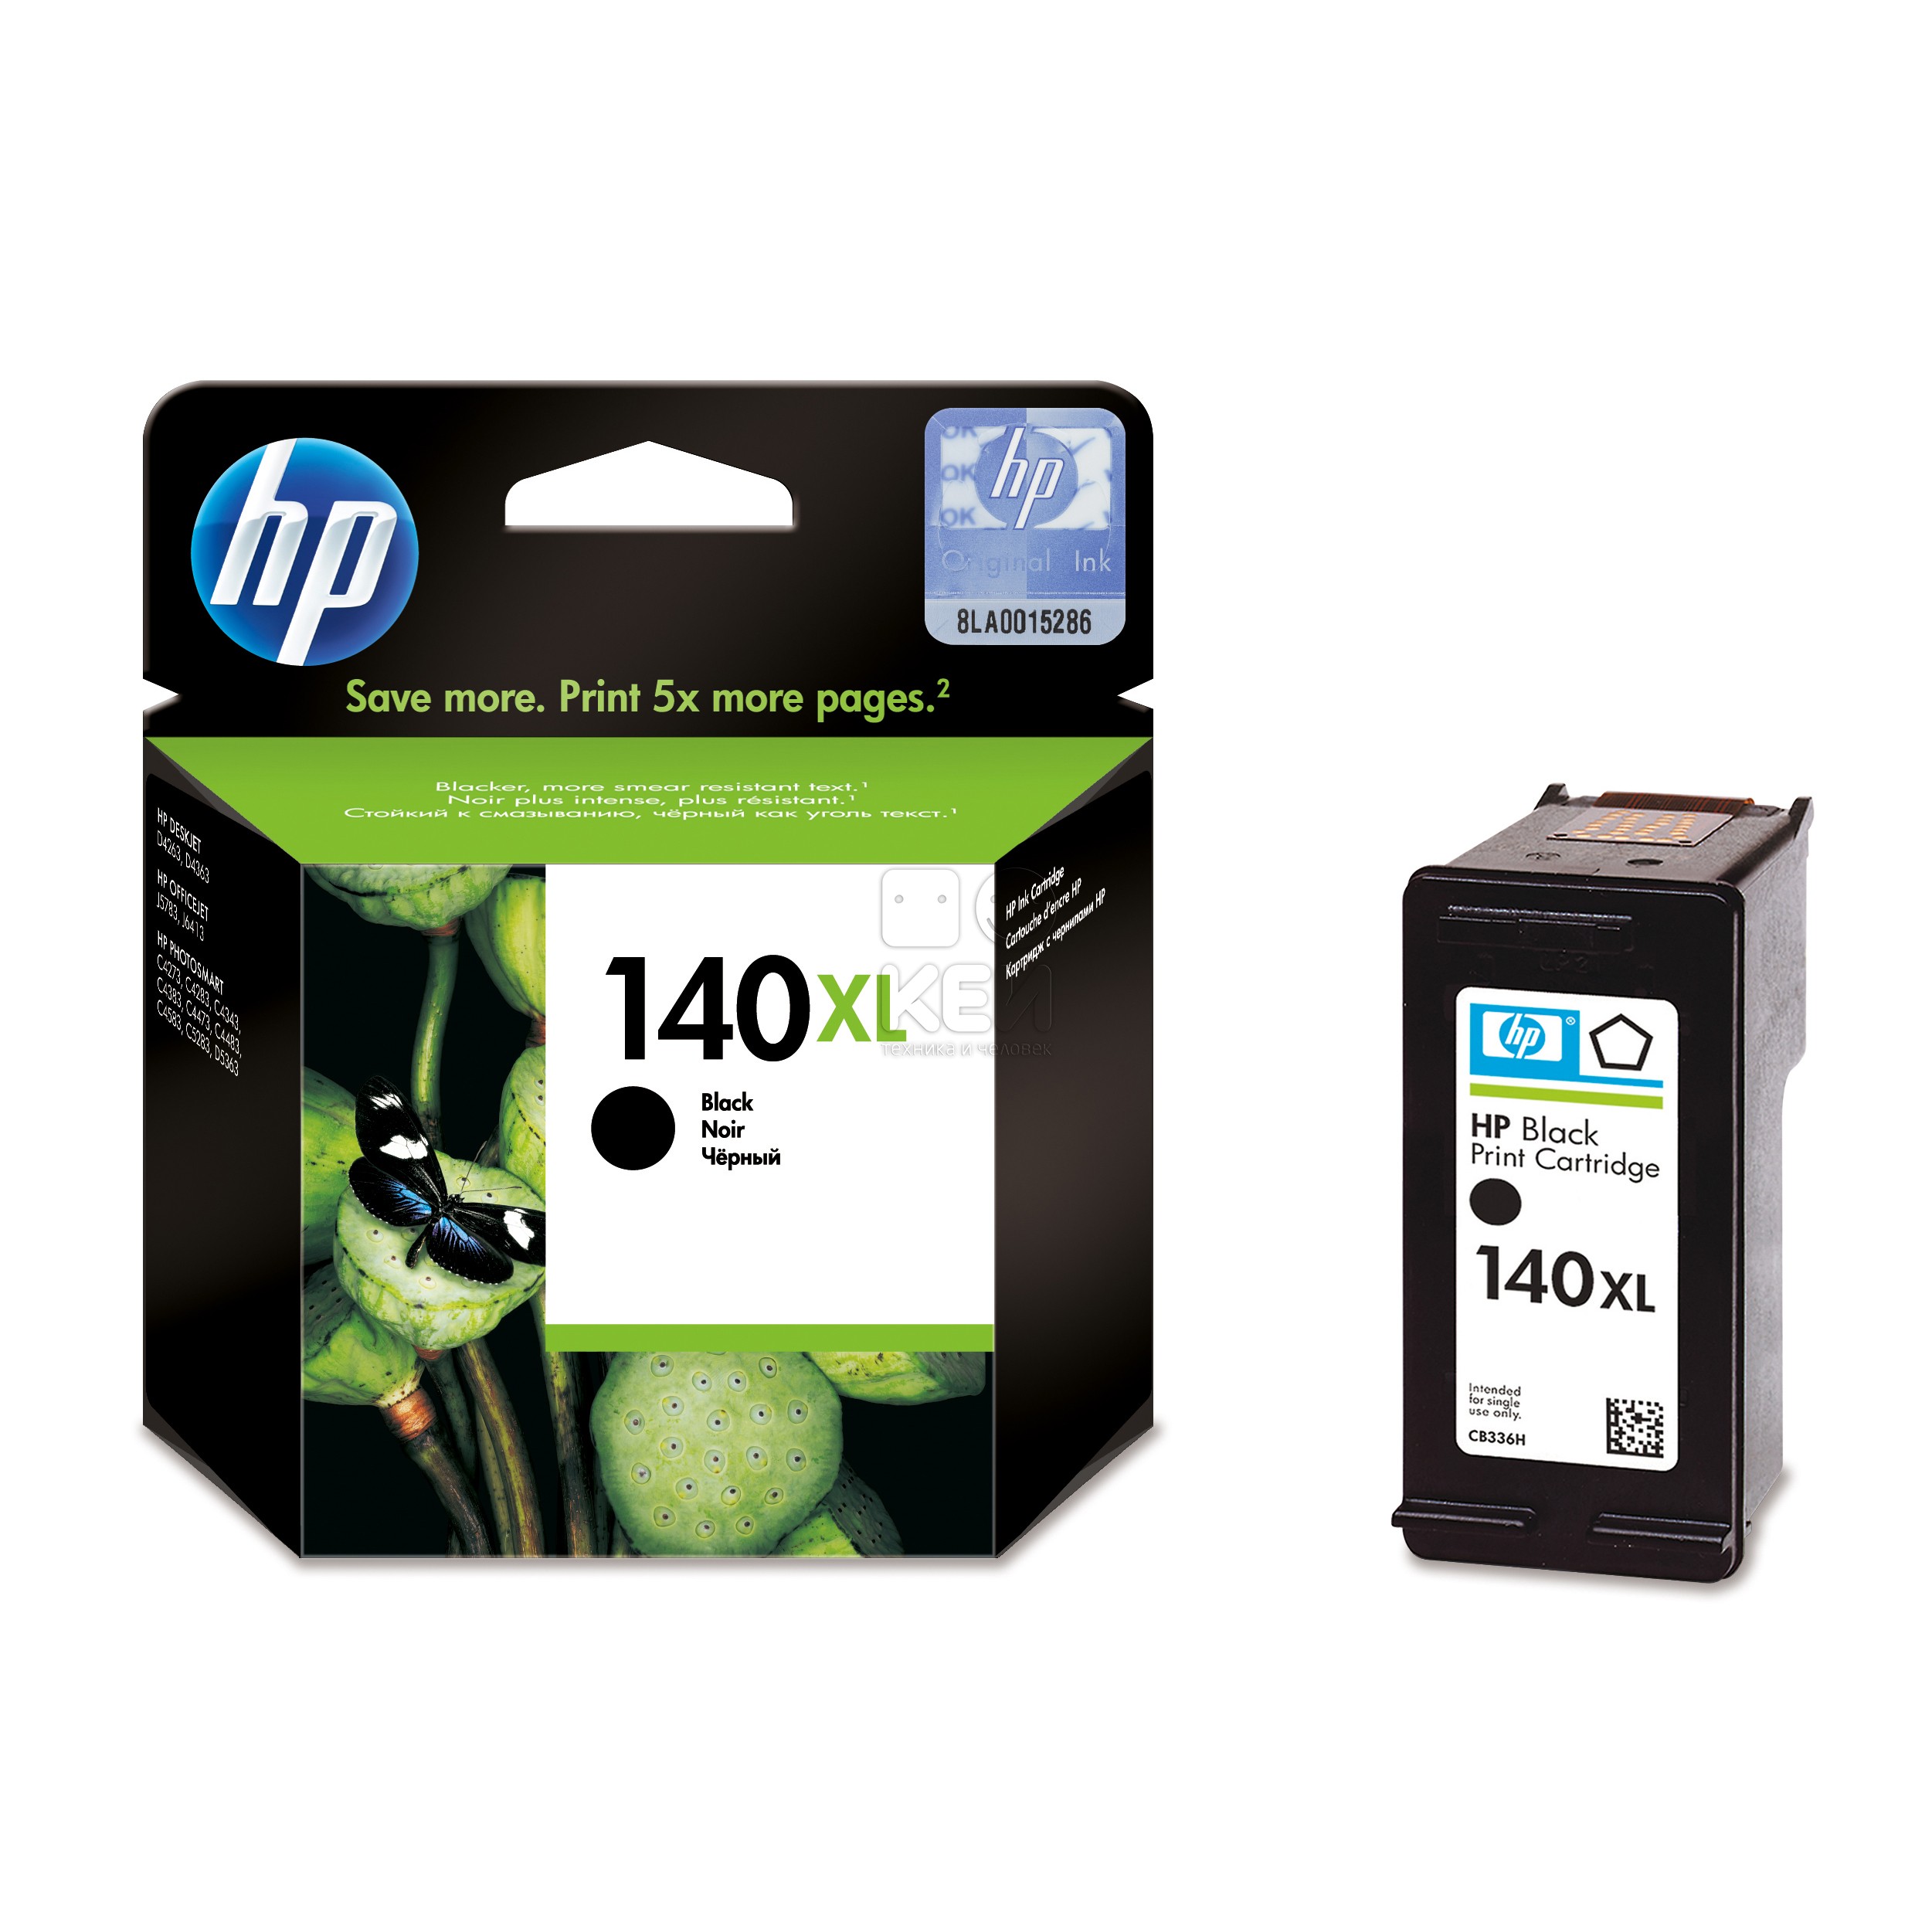 hp
OK
OK
OK
hp
Original Ink
8LA0015286
Save more. Print 5x more pages.²
Blacker, more smear resistant text.¹
Noir plus intense, plus résistant.¹
Стойкий к смазыванию, чёрный как уголь текст.¹
HP DESKJET
D4263, D4363
HP OFFICEJET
J5783, J6413
HP PHOTOSMART
C4273, C4283, C4343,
C4383, C4473, C4483,
C4583, C5283, D5363
HP Ink Cartridge
Cartouche d'encre HP
Картридж с чернилами HP
140XL
КЕЙ
техника и человек
Black
Noir
Чёрный
hp®
HP Black
Print Cartridge
140XL
Intended
for single
use only.
CB336H